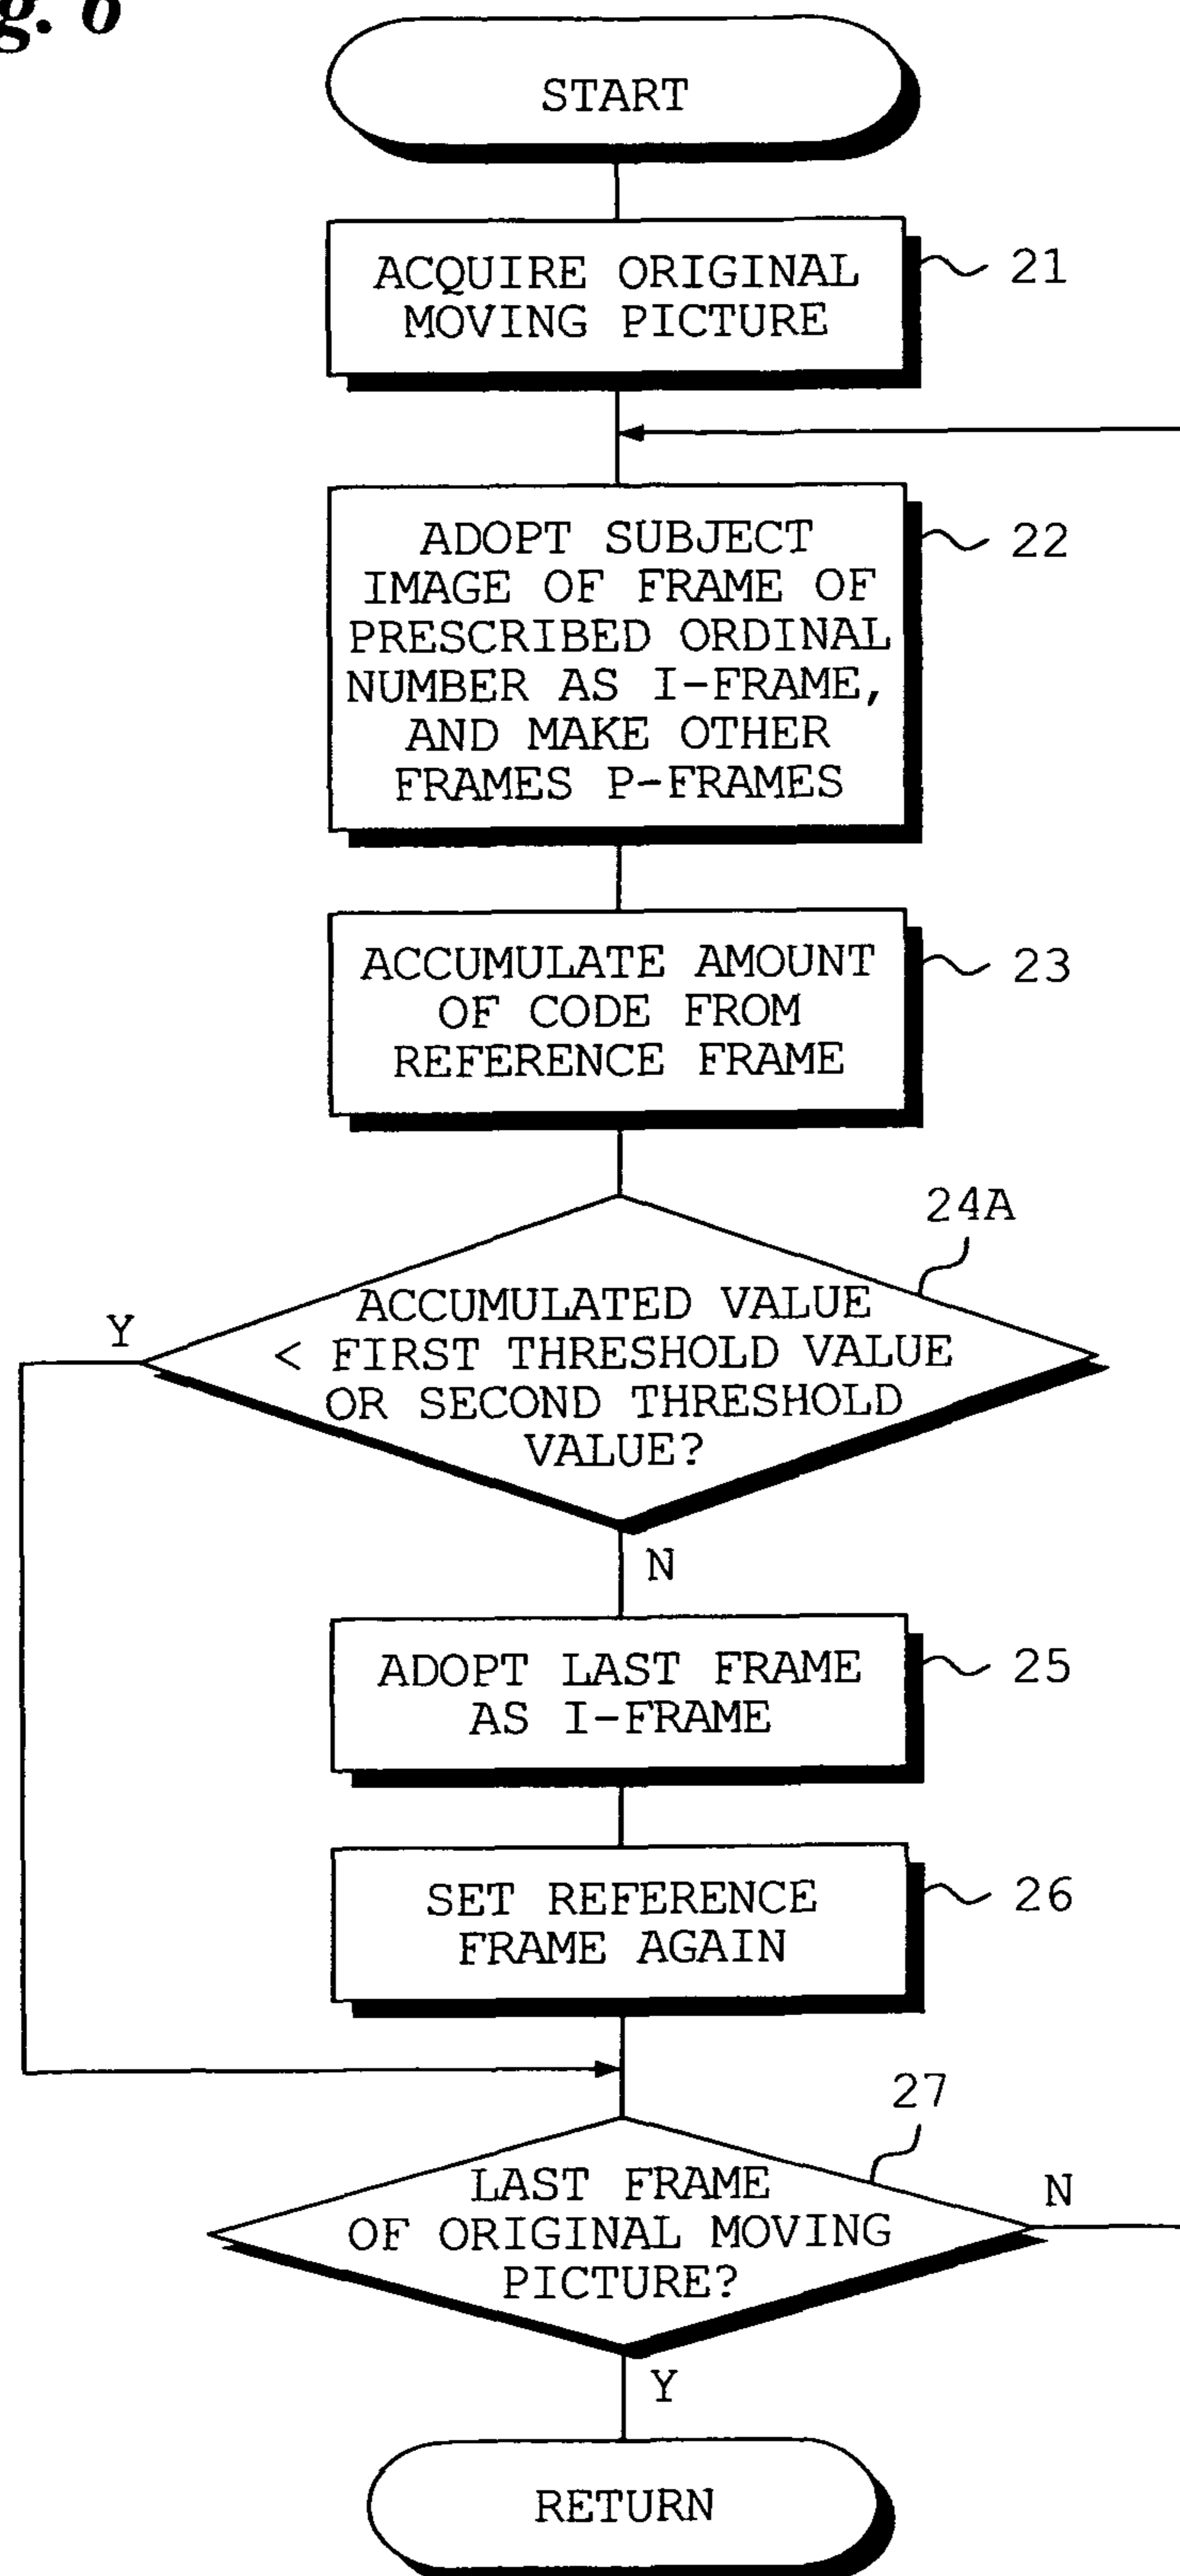 g. 6
START
ACQUIRE ORIGINAL
MOVING PICTURE
21
ADOPT SUBJECT
IMAGE OF FRAME OF
PRESCRIBED ORDINAL
NUMBER AS I-FRAME,
AND MAKE OTHER
FRAMES P-FRAMES
22
ACCUMULATE AMOUNT
OF CODE FROM
REFERENCE FRAME
23
24A
Y
ACCUMULATED VALUE
< FIRST THRESHOLD VALUE
OR SECOND THRESHOLD
VALUE?
N
ADOPT LAST FRAME
AS I-FRAME
25
SET REFERENCE
FRAME AGAIN
26
27
LAST FRAME
OF ORIGINAL MOVING
PICTURE?
N
Y
RETURN